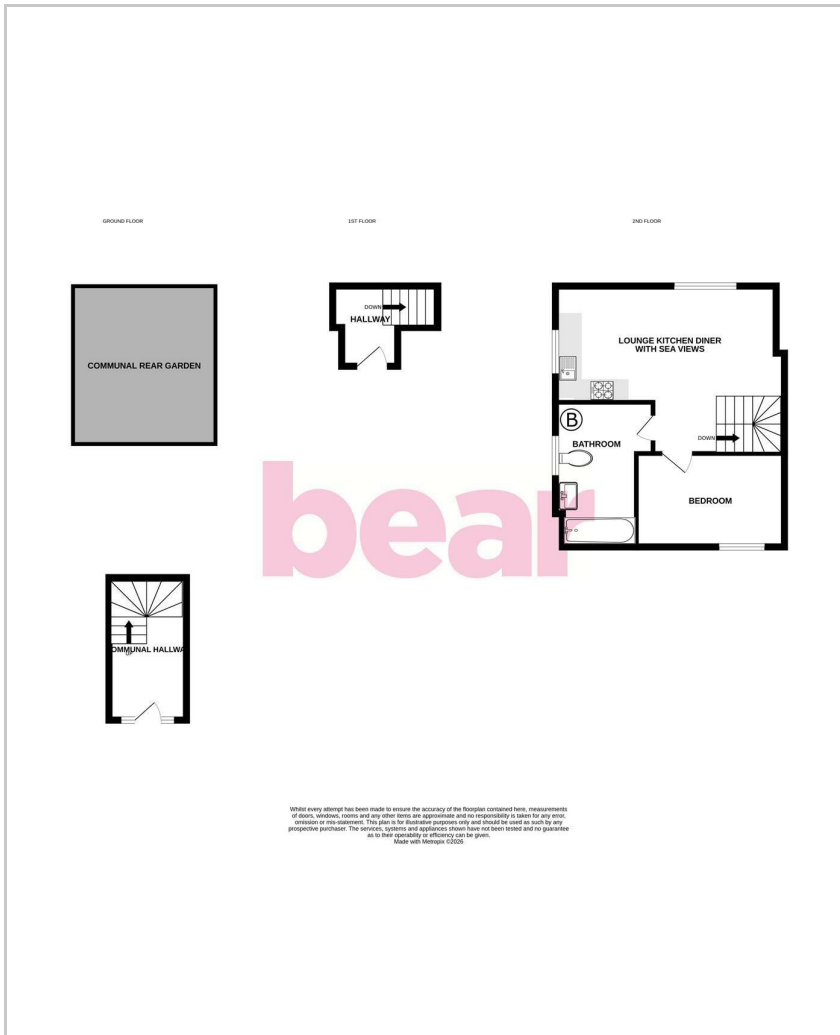 GROUND FLOOR
1ST FLOOR
2ND FLOOR
COMMUNAL REAR GARDEN
DOWN
HALLWAY
LOUNGE KITCHEN DINER
WITH SEA VIEWS
B
BATHROOM
DOWN
BEDROOM
bear
OMMUNAL HALLWA
UP
Whilst every attempt has been made to ensure the accuracy of the floorplan contained here, measurements
of doors, windows, rooms and any other items are approximate and no responsibility is taken for any error,
omission or mis-statement. This plan is for illustrative purposes only and should be used as such by any
prospective purchaser. The services, systems and appliances shown have not been tested and no guarantee
as to their operability or efficiency can be given.
Made with Metropix ©2026